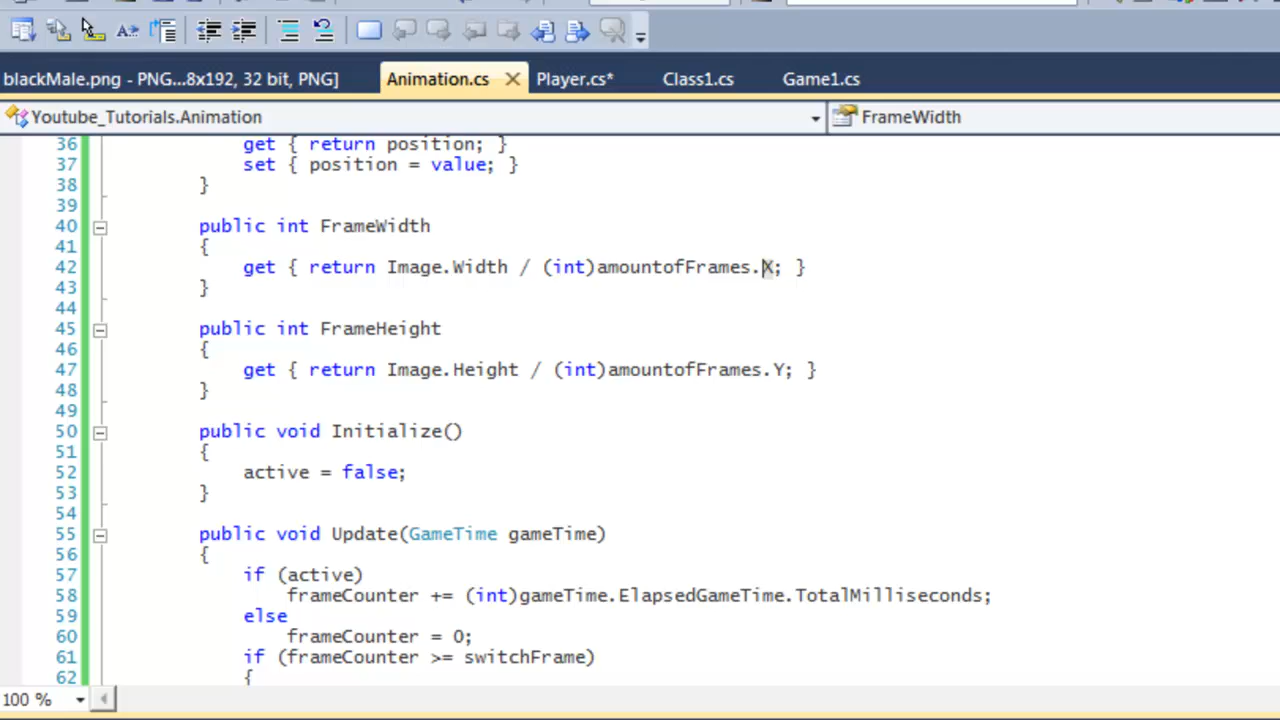 blackMale.png - PNG...8x192, 32 bit, PNG] Animation.cs Player.cs* Class1.cs Game1.cs
Youtube_Tutorials.Animation FrameWidth
36 get { return position; }
37 set { position = value; }
38 }
39
40 public int FrameWidth
41 {
42 get { return Image.Width / (int)amountofFrames.X; }
43 }
44
45 public int FrameHeight
46 {
47 get { return Image.Height / (int)amountofFrames.Y; }
48 }
49
50 public void Initialize()
51 {
52 active = false;
53 }
54
55 public void Update(GameTime gameTime)
56 {
57 if (active)
58 frameCounter += (int)gameTime.ElapsedGameTime.TotalMilliseconds;
59 else
60 frameCounter = 0;
61 if (frameCounter >= switchFrame)
62 {
100 %